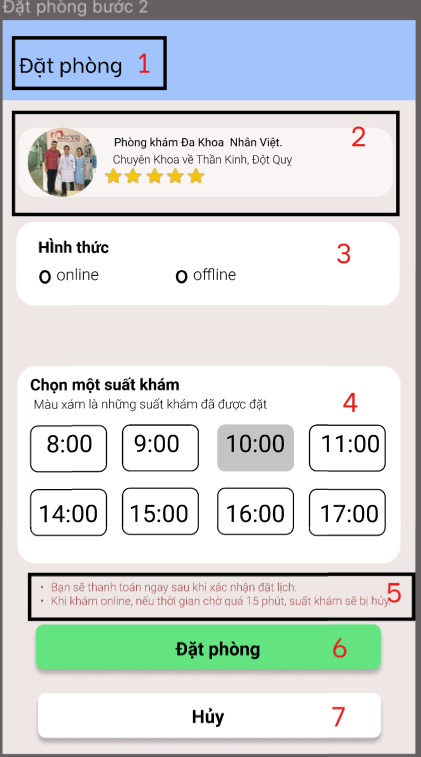 Đặt phòng bước 2
Đặt phòng 1
2
Phòng khám Đa Khoa Nhân Việt.
Chuyên Khoa về Thần Kinh, Đột Quỵ
Hình thức
3
online offline
Chọn một suất khám
Màu xám là những suất khám đã được đặt
4
8:00 9:00 10:00 11:00
14:00 15:00 16:00 17:00
• Bạn sẽ thanh toán ngay sau khi xác nhận đặt lịch.
• Khi khám online, nếu thời gian chờ quá 15 phút, suất khám sẽ bị hủy.
5
Đặt phòng 6
Hủy 7